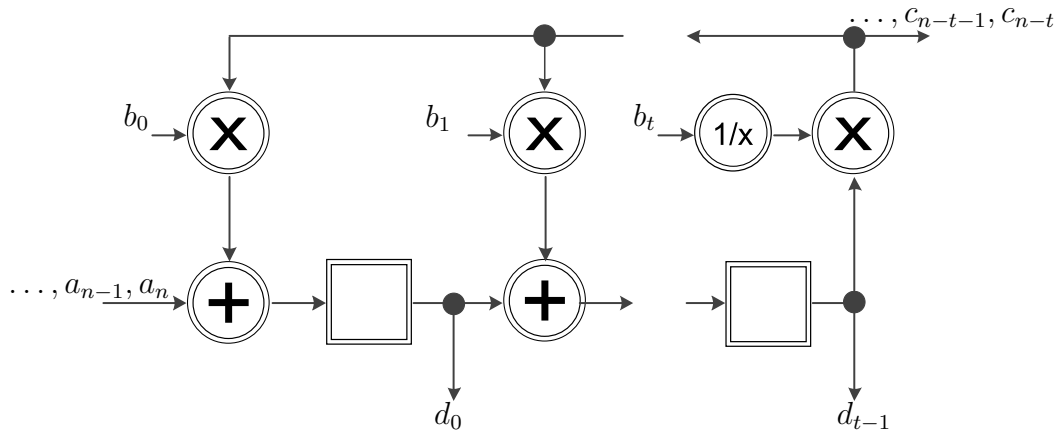 …, c_{n−t−1}, c_{n−t}
b_0
×
b_1
×
b_t
1/x
×
…, a_{n−1}, a_n
+
+
d_0
d_{t−1}